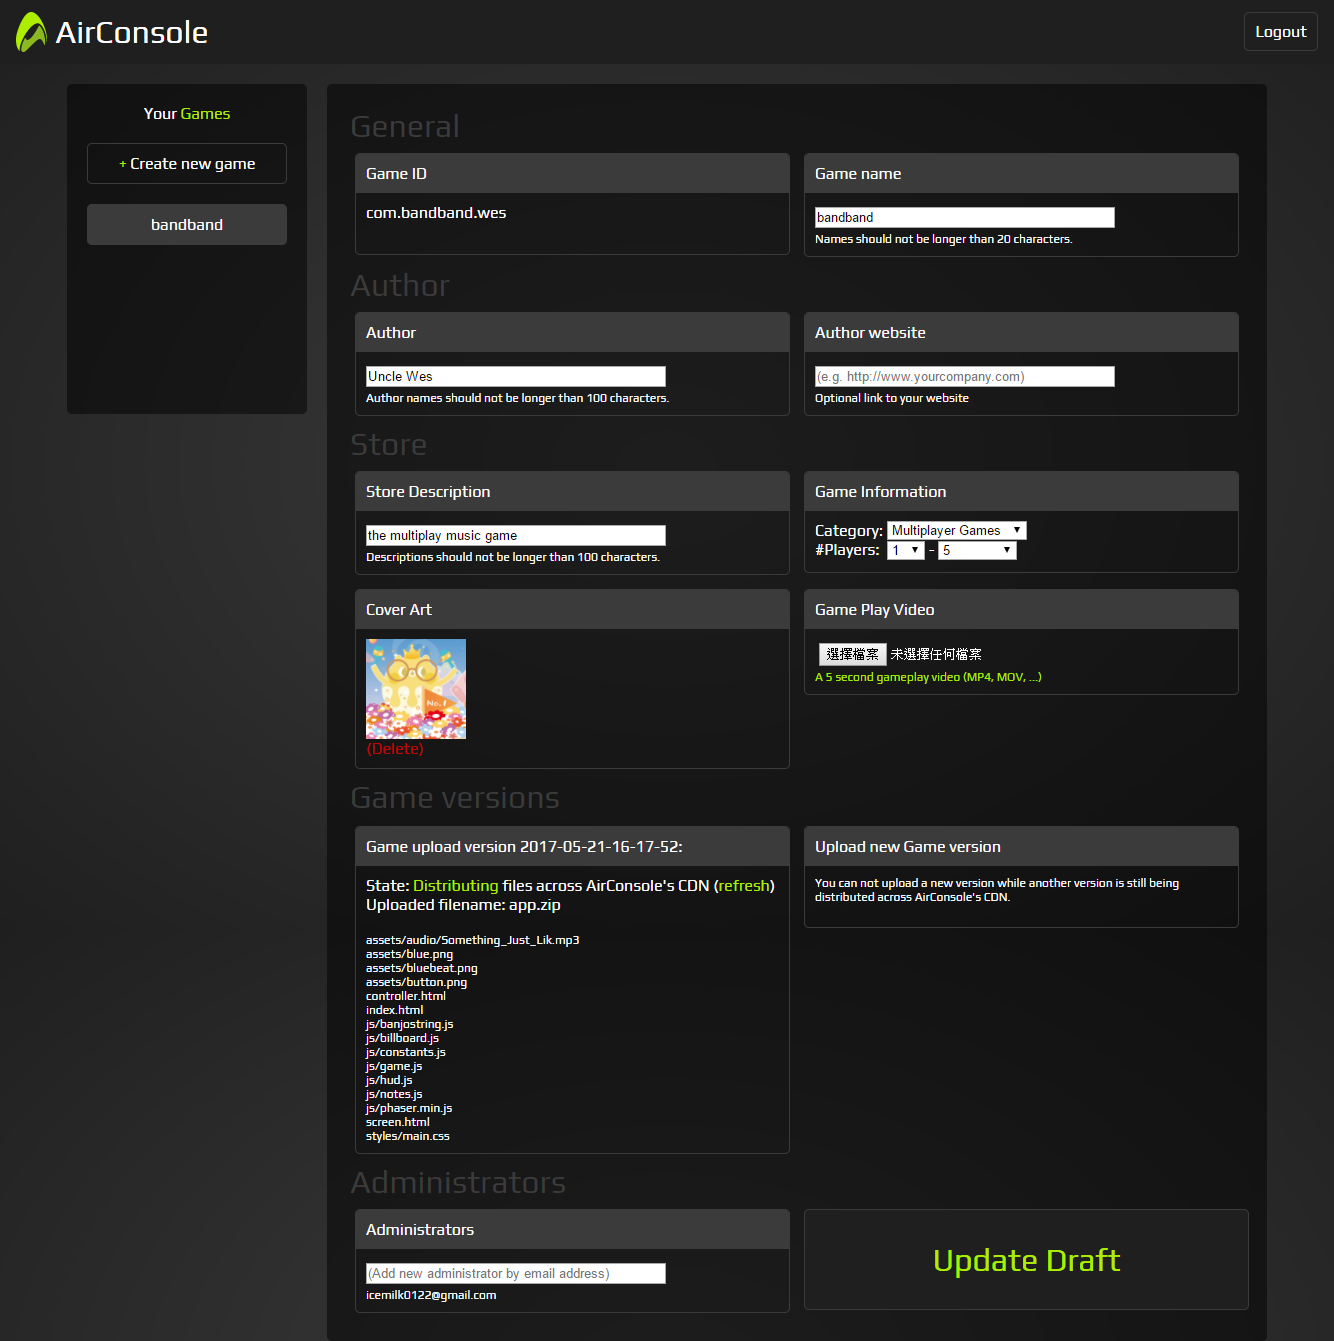 AirConsole
Logout
Your Games
+ Create new game
bandband
General
Game ID
com.bandband.wes
Game name
bandband
Names should not be longer than 20 characters.
Author
Author
Uncle Wes
Author names should not be longer than 100 characters.
Author website
(e.g. http://www.yourcompany.com)
Optional link to your website
Store
Store Description
the multiplay music game
Descriptions should not be longer than 100 characters.
Game Information
Category: Multiplayer Games
#Players: 1 - 5
Cover Art
No.1
(Delete)
Game Play Video
選擇檔案 未選擇任何檔案
A 5 second gameplay video (MP4, MOV, ...)
Game versions
Game upload version 2017-05-21-16-17-52:
State: Distributing files across AirConsole's CDN (refresh)
Uploaded filename: app.zip
assets/audio/Something_Just_Lik.mp3
assets/blue.png
assets/bluebeat.png
assets/button.png
controller.html
index.html
js/banjostring.js
js/billboard.js
js/constants.js
js/game.js
js/hud.js
js/notes.js
js/phaser.min.js
screen.html
styles/main.css
Upload new Game version
You can not upload a new version while another version is still being
distributed across AirConsole's CDN.
Administrators
Administrators
(Add new administrator by email address)
icemilk0122@gmail.com
Update Draft